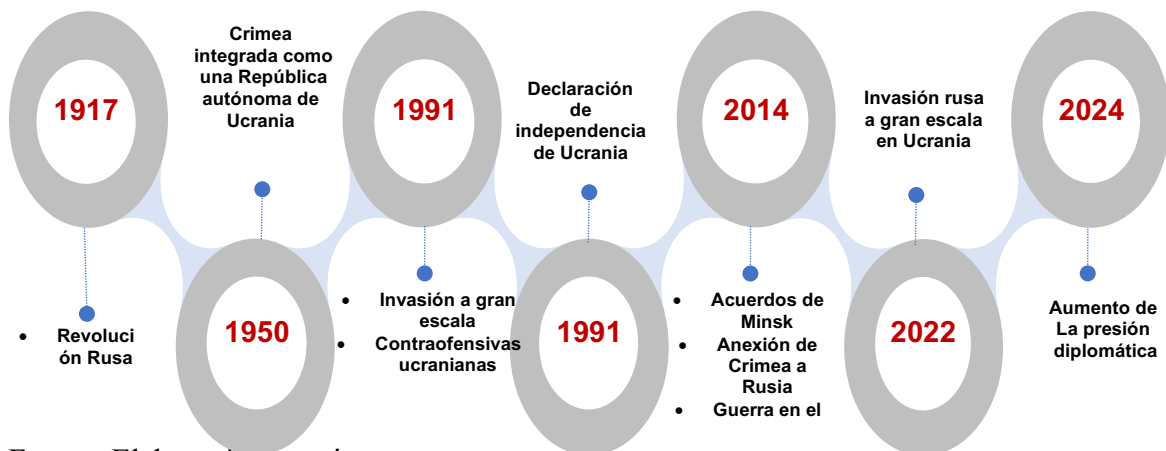 1917
Revoluci
ón Rusa
Crimea
integrada como
una República
autónoma de
Ucrania
1950
1991
• Invasión a gran
escala
• Contraofensivas
ucranianas
Declaración
de
independencia
de Ucrania
1991
2014
• Acuerdos de
Minsk
• Anexión de
Crimea a
Rusia
• Guerra en el
Invasión rusa
a gran escala
en Ucrania
2022
2024
Aumento de
La presión
diplomática